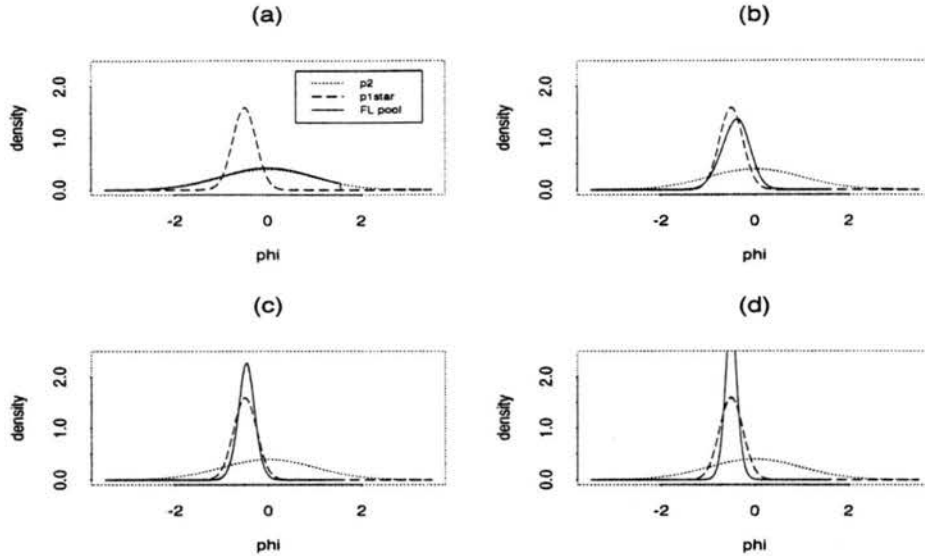 (a)
density
0.0 1.0 2.0
p2
p1star
FL pool
-2 0 2
phi
(b)
density
0.0 1.0 2.0
-2 0 2
phi
(c)
density
0.0 1.0 2.0
-2 0 2
phi
(d)
density
0.0 1.0 2.0
-2 0 2
phi